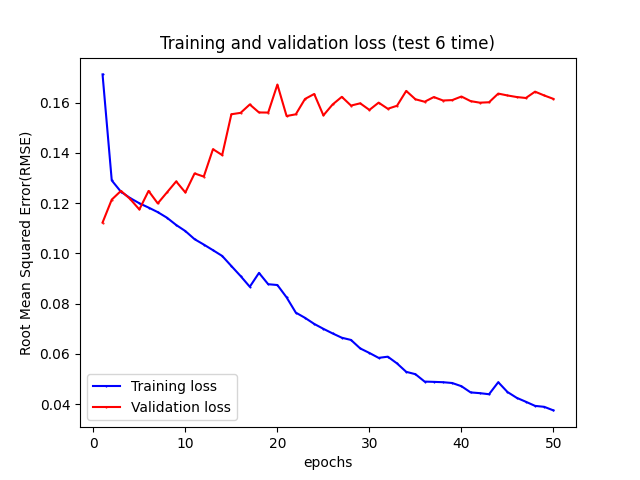 Training and validation loss (test 6 time)
Root Mean Squared Error(RMSE)
0.16
0.14
0.12
0.10
0.08
0.06
0.04
Training loss
Validation loss
0 10 20 30 40 50
epochs